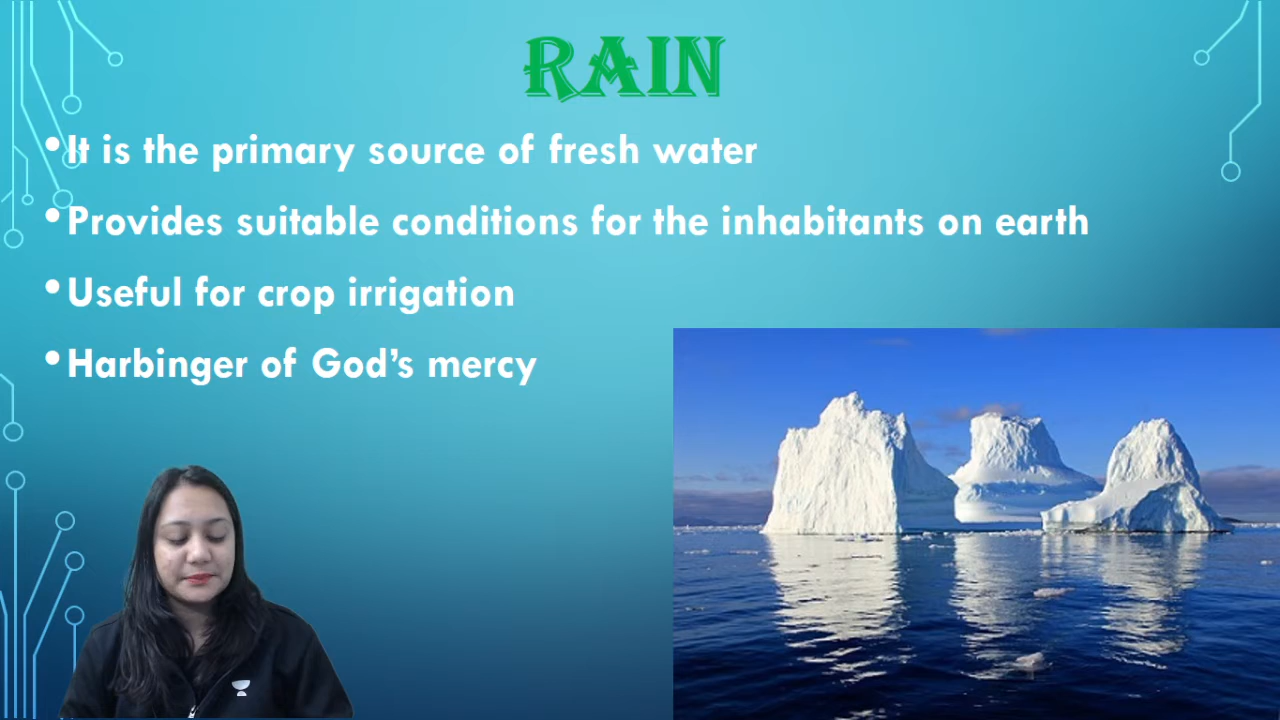 RAIN
•It is the primary source of fresh water
•Provides suitable conditions for the inhabitants on earth
•Useful for crop irrigation
•Harbinger of God’s mercy